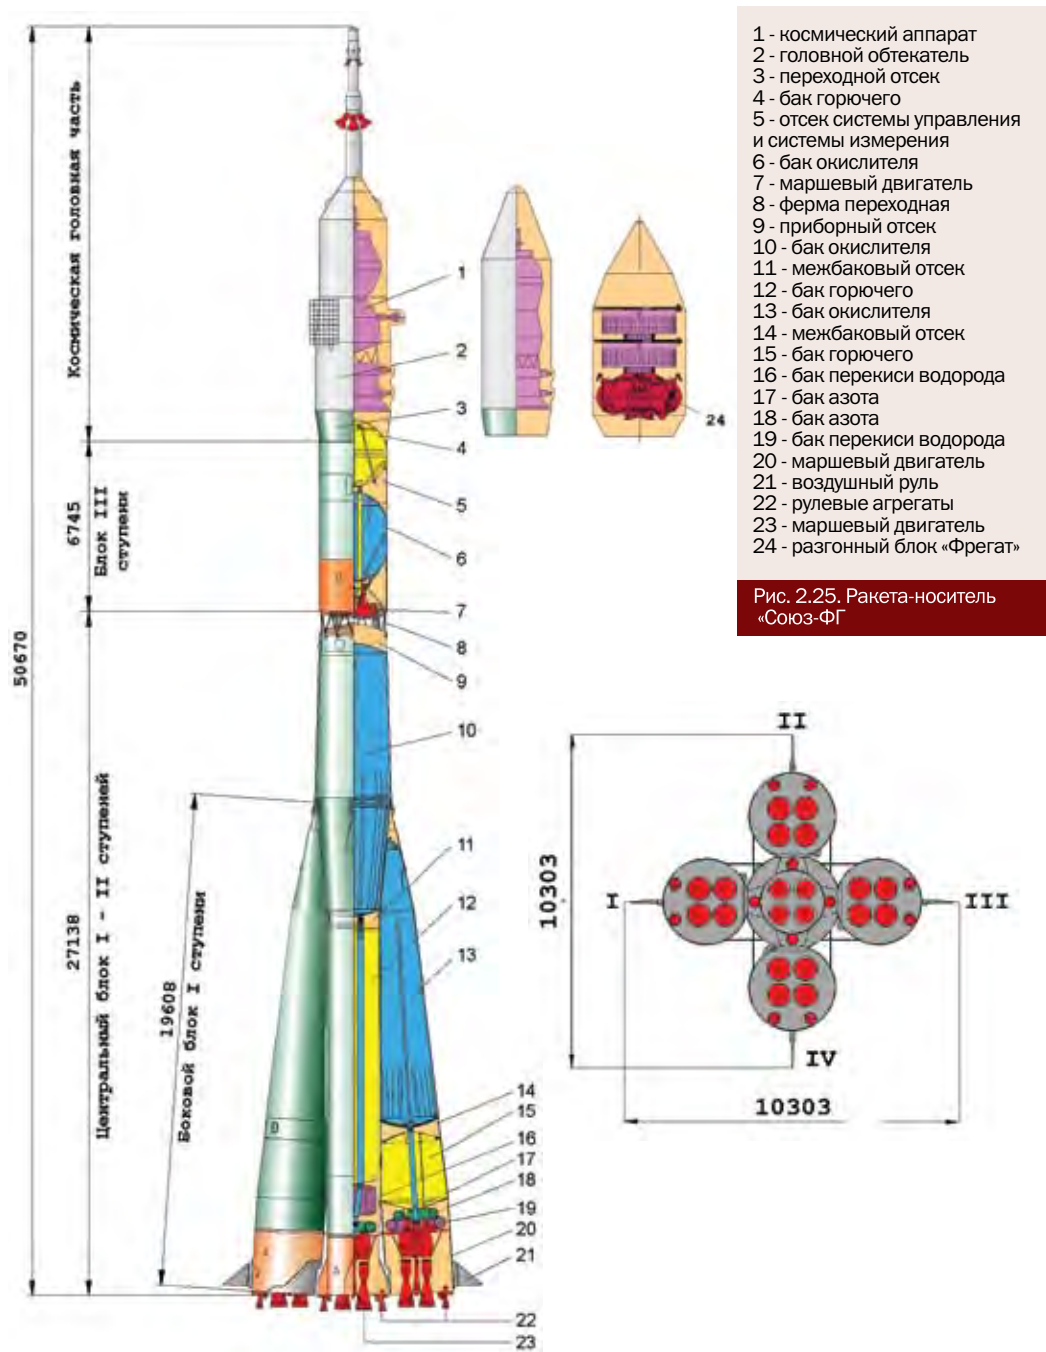 1 - космический аппарат
2 - головной обтекатель
3 - переходной отсек
4 - бак горючего
5 - отсек системы управления
и системы измерения
6 - бак окислителя
7 - маршевый двигатель
8 - ферма переходная
9 - приборный отсек
10 - бак окислителя
11 - межбаковый отсек
12 - бак горючего
13 - бак окислителя
14 - межбаковый отсек
15 - бак горючего
16 - бак перекиси водорода
17 - бак азота
18 - бак азота
19 - бак перекиси водорода
20 - маршевый двигатель
21 - воздушный руль
22 - рулевые агрегаты
23 - маршевый двигатель
24 - разгонный блок «Фрегат»
Рис. 2.25. Ракета-носитель
«Союз-ФГ
50670
Космическая головная часть
6745
Блок III
ступени
27138
Центральный блок I - II ступеней
19608
Боковой блок I ступени
1
2
3
4
5
6
7
8
9
10
11
12
13
14
15
16
17
18
19
20
21
22
23
24
II
I
III
IV
10303
10303